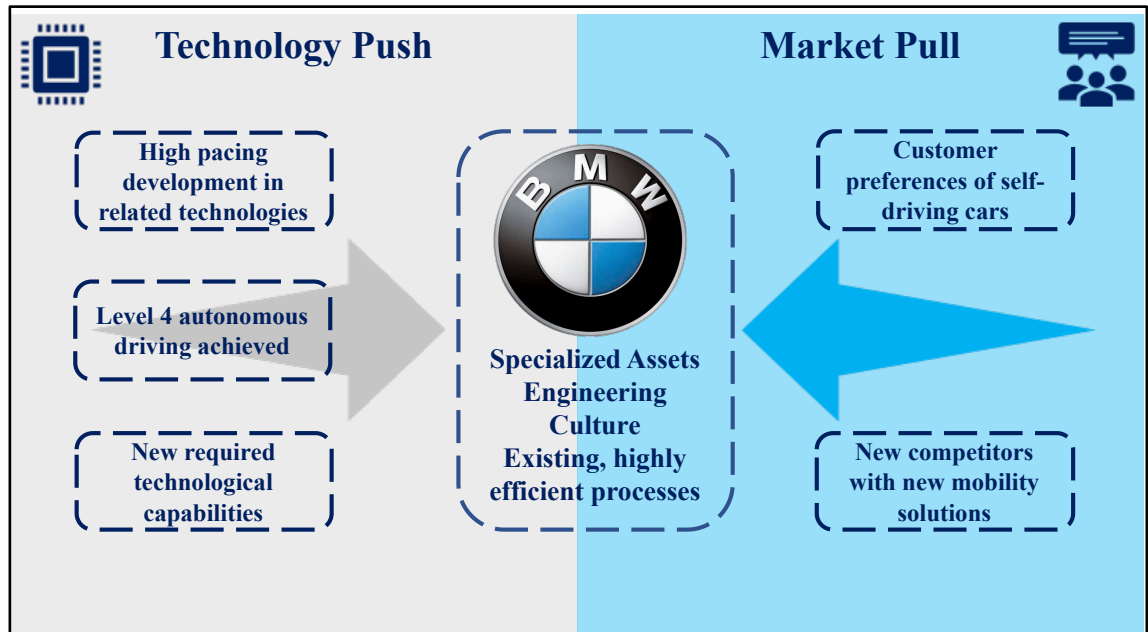 Technology Push
Market Pull
High pacing
development in
related technologies
Level 4 autonomous
driving achieved
New required
technological
capabilities
BMW
Specialized Assets
Engineering
Culture
Existing, highly
efficient processes
Customer
preferences of self-
driving cars
New competitors
with new mobility
solutions